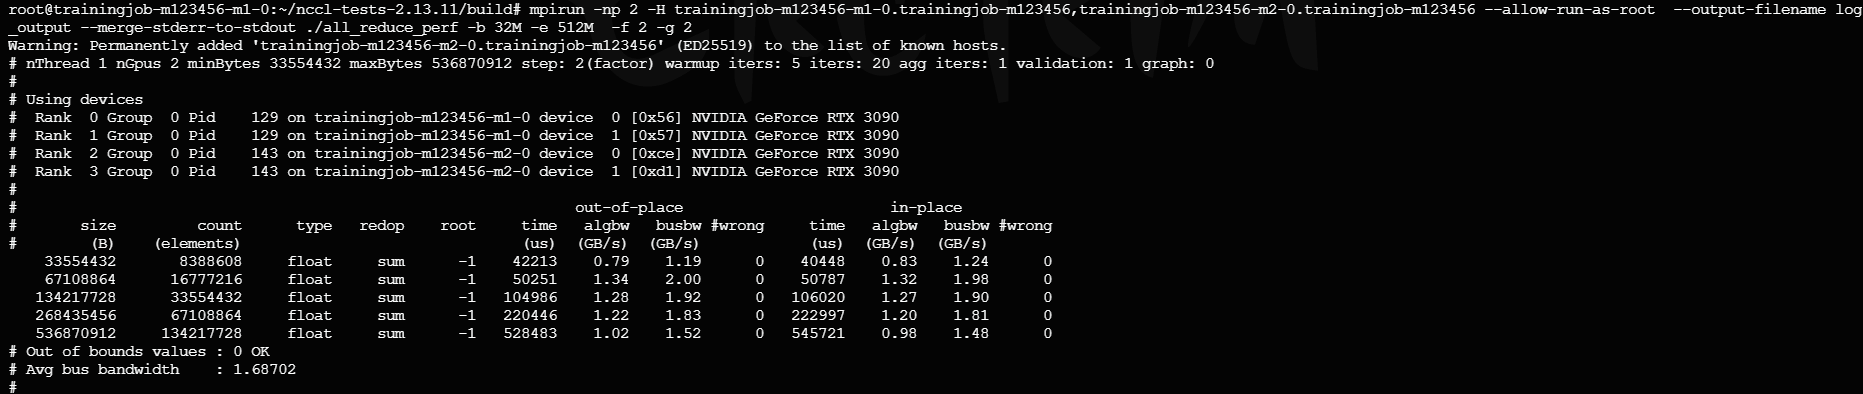 root@trainingjob-m123456-m1-0:~/nccl-tests-2.13.11/build# mpirun -np 2 -H trainingjob-m123456-m1-0.trainingjob-m123456,trainingjob-m123456-m2-0.trainingjob-m123456 --allow-run-as-root  --output-filename log
_output --merge-stderr-to-stdout ./all_reduce_perf -b 32M -e 512M  -f 2 -g 2
Warning: Permanently added 'trainingjob-m123456-m2-0.trainingjob-m123456' (ED25519) to the list of known hosts.
# nThread 1 nGpus 2 minBytes 33554432 maxBytes 536870912 step: 2(factor) warmup iters: 5 iters: 20 agg iters: 1 validation: 1 graph: 0
#
# Using devices
#  Rank  0 Group  0 Pid    129 on trainingjob-m123456-m1-0 device  0 [0x56] NVIDIA GeForce RTX 3090
#  Rank  1 Group  0 Pid    129 on trainingjob-m123456-m1-0 device  1 [0x57] NVIDIA GeForce RTX 3090
#  Rank  2 Group  0 Pid    143 on trainingjob-m123456-m2-0 device  0 [0xce] NVIDIA GeForce RTX 3090
#  Rank  3 Group  0 Pid    143 on trainingjob-m123456-m2-0 device  1 [0xd1] NVIDIA GeForce RTX 3090
#
#                                                              out-of-place                       in-place
#       size         count      type   redop    root     time   algbw   busbw #wrong     time   algbw   busbw #wrong
#        (B)    (elements)                               (us)  (GB/s)  (GB/s)            (us)  (GB/s)  (GB/s)
    33554432       8388608     float     sum      -1    42213    0.79    1.19      0    40448    0.83    1.24      0
    67108864      16777216     float     sum      -1    50251    1.34    2.00      0    50787    1.32    1.98      0
   134217728      33554432     float     sum      -1   104986    1.28    1.92      0   106020    1.27    1.90      0
   268435456      67108864     float     sum      -1   220446    1.22    1.83      0   222997    1.20    1.81      0
   536870912     134217728     float     sum      -1   528483    1.02    1.52      0   545721    0.98    1.48      0
# Out of bounds values : 0 OK
# Avg bus bandwidth    : 1.68702
#